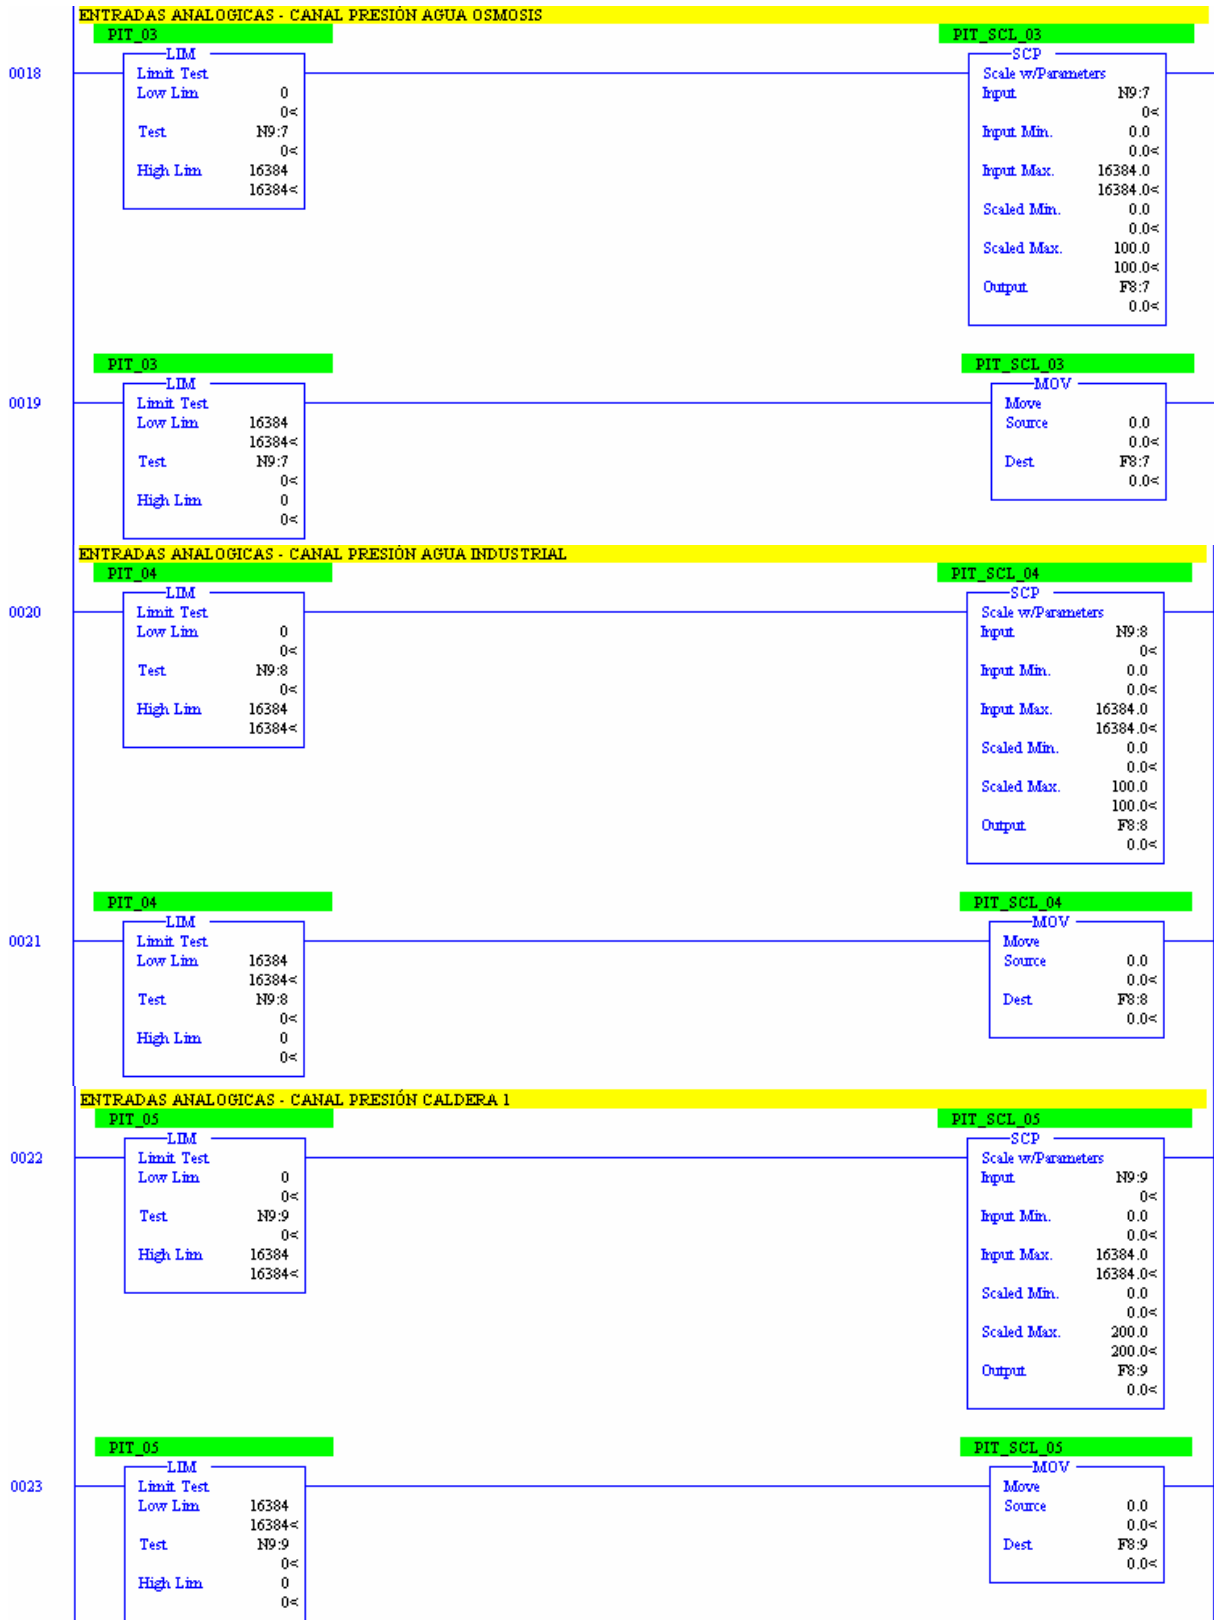 ENTRADAS ANALOGICAS - CANAL PRESIÓN AGUA OSMOSIS
PIT_03
PIT_SCL_03
0018
LIM
Limit Test
Low Lim 0
0<
Test N9:7
0<
High Lim 16384
16384<
SCP
Scale w/Parameters
Input N9:7
0<
Input Min. 0.0
0.0<
Input Max. 16384.0
16384.0<
Scaled Min. 0.0
0.0<
Scaled Max. 100.0
100.0<
Output F8:7
0.0<
PIT_03
PIT_SCL_03
0019
LIM
Limit Test
Low Lim 16384
16384<
Test N9:7
0<
High Lim 0
0<
MOV
Move
Source 0.0
0.0<
Dest F8:7
0.0<
ENTRADAS ANALOGICAS - CANAL PRESIÓN AGUA INDUSTRIAL
PIT_04
PIT_SCL_04
0020
LIM
Limit Test
Low Lim 0
0<
Test N9:8
0<
High Lim 16384
16384<
SCP
Scale w/Parameters
Input N9:8
0<
Input Min. 0.0
0.0<
Input Max. 16384.0
16384.0<
Scaled Min. 0.0
0.0<
Scaled Max. 100.0
100.0<
Output F8:8
0.0<
PIT_04
PIT_SCL_04
0021
LIM
Limit Test
Low Lim 16384
16384<
Test N9:8
0<
High Lim 0
0<
MOV
Move
Source 0.0
0.0<
Dest F8:8
0.0<
ENTRADAS ANALOGICAS - CANAL PRESIÓN CALDERA 1
PIT_05
PIT_SCL_05
0022
LIM
Limit Test
Low Lim 0
0<
Test N9:9
0<
High Lim 16384
16384<
SCP
Scale w/Parameters
Input N9:9
0<
Input Min. 0.0
0.0<
Input Max. 16384.0
16384.0<
Scaled Min. 0.0
0.0<
Scaled Max. 200.0
200.0<
Output F8:9
0.0<
PIT_05
PIT_SCL_05
0023
LIM
Limit Test
Low Lim 16384
16384<
Test N9:9
0<
High Lim 0
0<
MOV
Move
Source 0.0
0.0<
Dest F8:9
0.0<